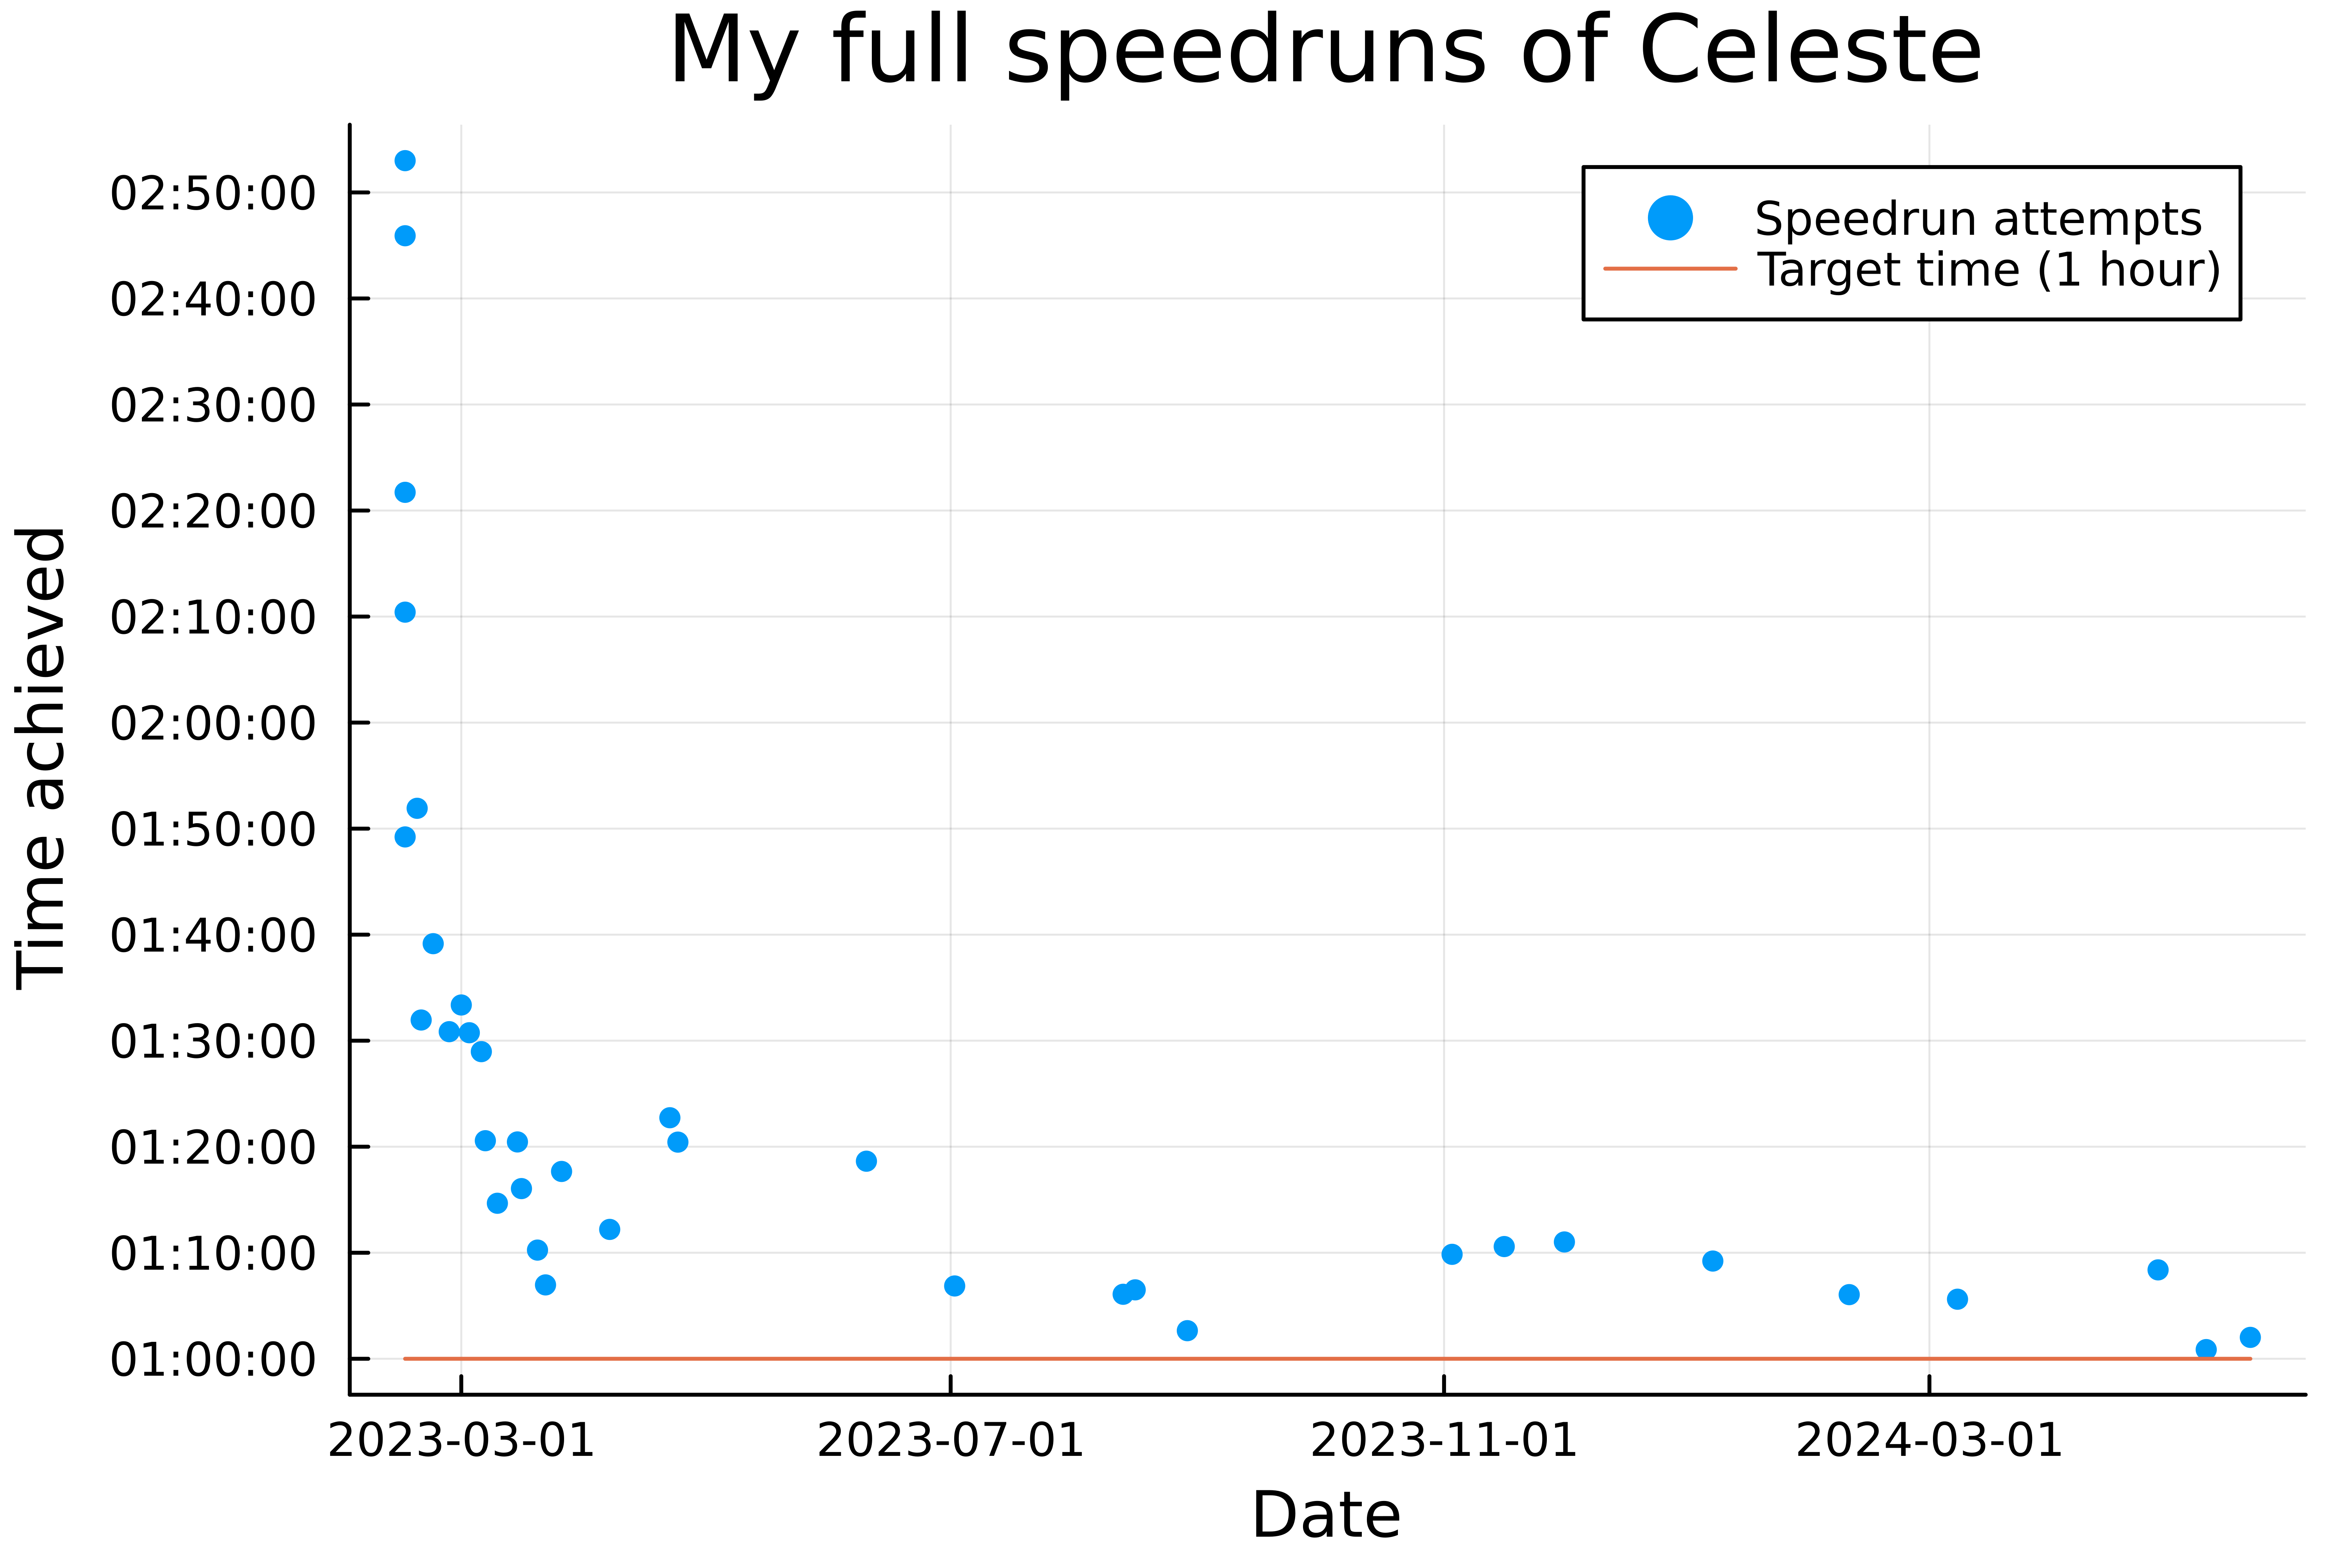 My full speedruns of Celeste
Speedrun attempts
Target time (1 hour)
Time achieved
02:50:00
02:40:00
02:30:00
02:20:00
02:10:00
02:00:00
01:50:00
01:40:00
01:30:00
01:20:00
01:10:00
01:00:00
2023-03-01 2023-07-01 2023-11-01 2024-03-01
Date